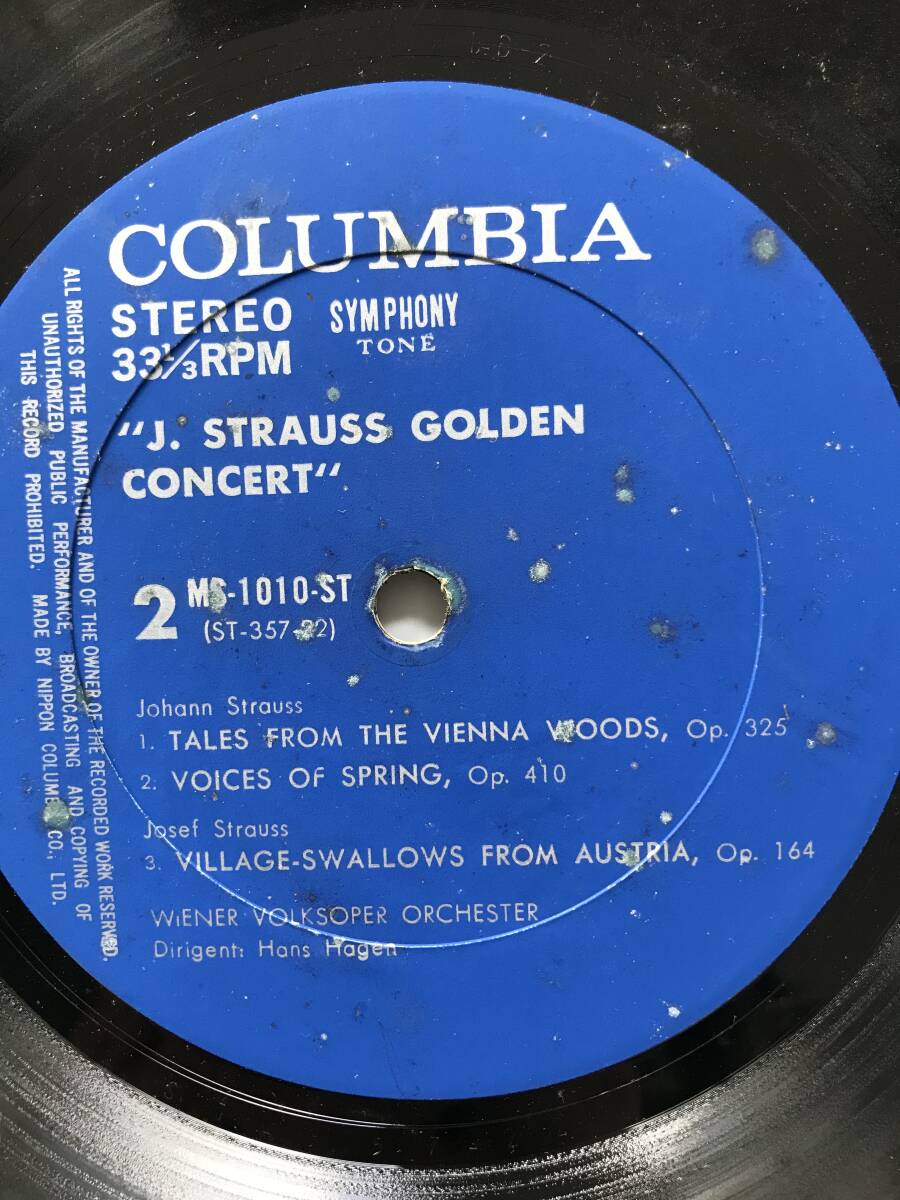 COLUMBIA
STEREO
33⅓RPM
SYMPHONY
TONE
"J. STRAUSS GOLDEN
CONCERT"
2
MS-1010-ST
Johann Strauss
1. TALES FROM THE VIENNA WOODS, Op. 325
2. VOICES OF SPRING, Op. 410
Josef Strauss
3. VILLAGE-SWALLOWS FROM AUSTRIA, Op. 164
WIENER VOLKSOPER ORCHESTER
Dirigent: Hans Hagen
ALL RIGHTS OF THE MANUFACTURER AND OF THE OWNER OF THE RECORDED WORK RESERVED.
UNAUTHORIZED PUBLIC PERFORMANCE, BROADCASTING AND COPYING OF
THIS RECORD PROHIBITED. MADE BY NIPPON COLUMBIA CO., LTD.